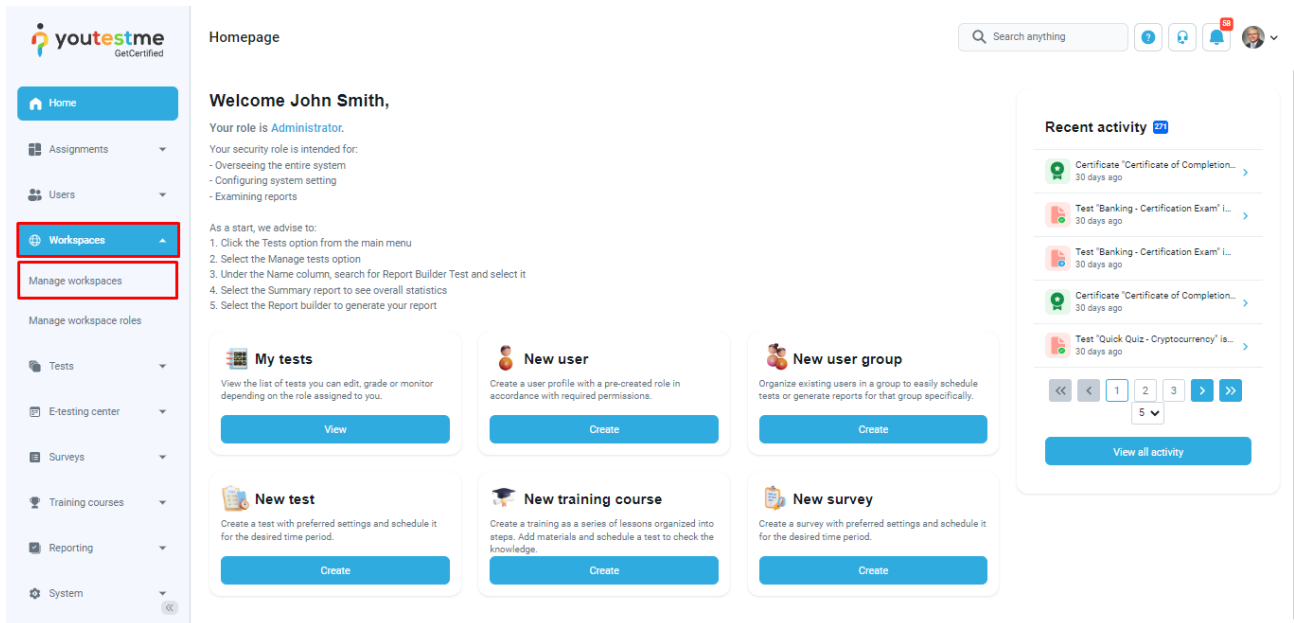 youtestme
GetCertified
Homepage
Search anything
?
58
Home
Assignments
Users
Workspaces
Manage workspaces
Manage workspace roles
Tests
E-testing center
Surveys
Training courses
Reporting
System
Welcome John Smith,
Your role is Administrator.
Your security role is intended for:
- Overseeing the entire system
- Configuring system setting
- Examining reports
As a start, we advise to:
1. Click the Tests option from the main menu
2. Select the Manage tests option
3. Under the Name column, search for Report Builder Test and select it
4. Select the Summary report to see overall statistics
5. Select the Report builder to generate your report
My tests
View the list of tests you can edit, grade or monitor
depending on the role assigned to you.
View
New user
Create a user profile with a pre-created role in
accordance with required permissions.
Create
New user group
Organize existing users in a group to easily schedule
tests or generate reports for that group specifically.
Create
New test
Create a test with preferred settings and schedule it
for the desired time period.
Create
New training course
Create a training as a series of lessons organized into
steps. Add materials and schedule a test to check the
knowledge.
Create
New survey
Create a survey with preferred settings and schedule it
for the desired time period.
Create
Recent activity 271
Certificate "Certificate of Completion...
30 days ago
Test "Banking - Certification Exam" i...
30 days ago
Test "Banking - Certification Exam" i...
30 days ago
Certificate "Certificate of Completion...
30 days ago
Test "Quick Quiz - Cryptocurrency" is...
30 days ago
1 2 3
5
View all activity